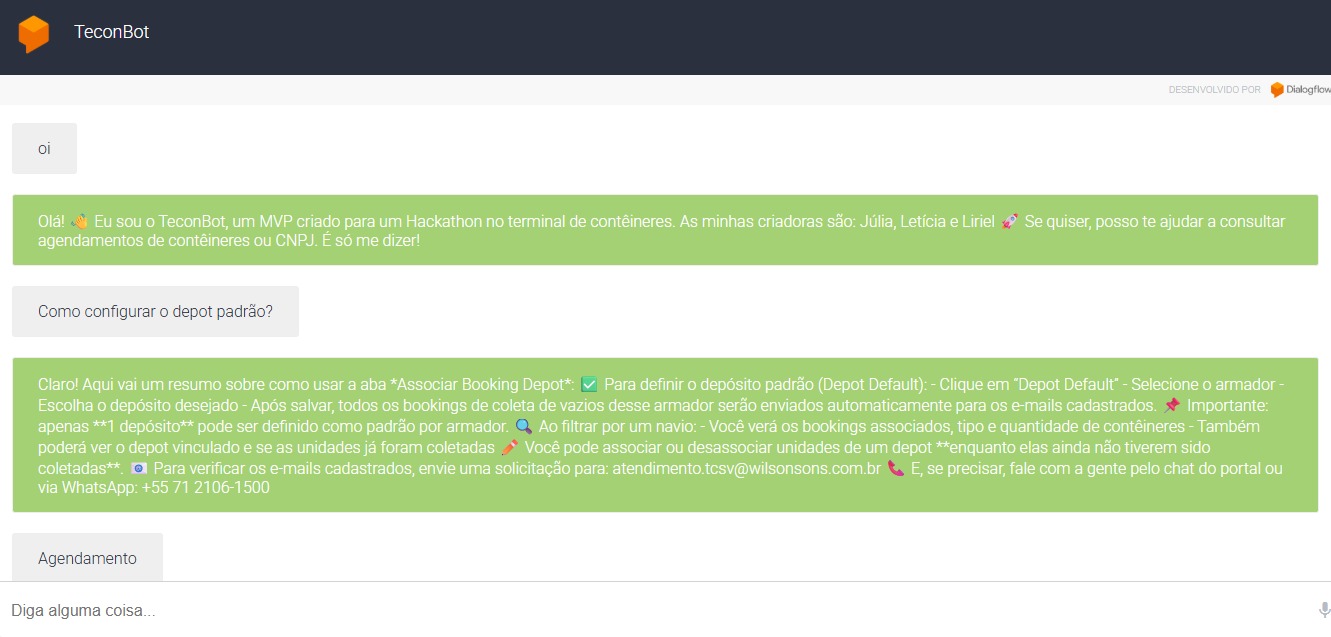 TeconBot
DESENVOLVIDO POR Dialogflow
oi
Olá! 👋 Eu sou o TeconBot, um MVP criado para um Hackathon no terminal de contêineres. As minhas criadoras são: Júlia, Letícia e Liriel 🚀 Se quiser, posso te ajudar a consultar
agendamentos de contêineres ou CNPJ. É só me dizer!
Como configurar o depot padrão?
Claro! Aqui vai um resumo sobre como usar a aba *Associar Booking Depot*: ✅ Para definir o depósito padrão (Depot Default): - Clique em "Depot Default" - Selecione o armador -
Escolha o depósito desejado - Após salvar, todos os bookings de coleta de vazios desse armador serão enviados automaticamente para os e-mails cadastrados. 📌 Importante:
apenas **1 depósito** pode ser definido como padrão por armador. 🔍 Ao filtrar por um navio: - Você verá os bookings associados, tipo e quantidade de contêineres - Também
poderá ver o depot vinculado e se as unidades já foram coletadas 🖍️ Você pode associar ou desassociar unidades de um depot **enquanto elas ainda não tiverem sido
coletadas**. 📧 Para verificar os e-mails cadastrados, envie uma solicitação para: atendimento.tcsv@wilsonsons.com.br 📞 E, se precisar, fale com a gente pelo chat do portal ou
via WhatsApp: +55 71 2106-1500
Agendamento
Diga alguma coisa...